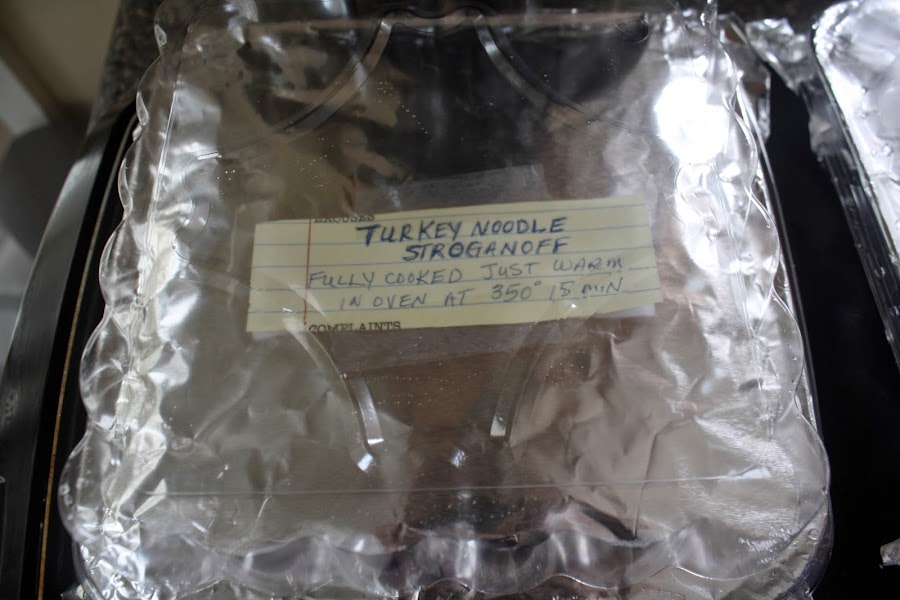 EXCUSES
TURKEY NOODLE
STROGANOFF
FULLY COOKED JUST WARM
IN OVEN AT 350° 15 MIN
COMPLAINTS